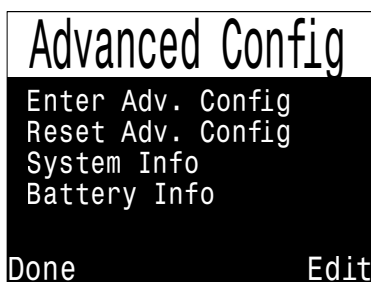 Advanced Config
Enter Adv. Config
Reset Adv. Config
System Info
Battery Info
Done Edit